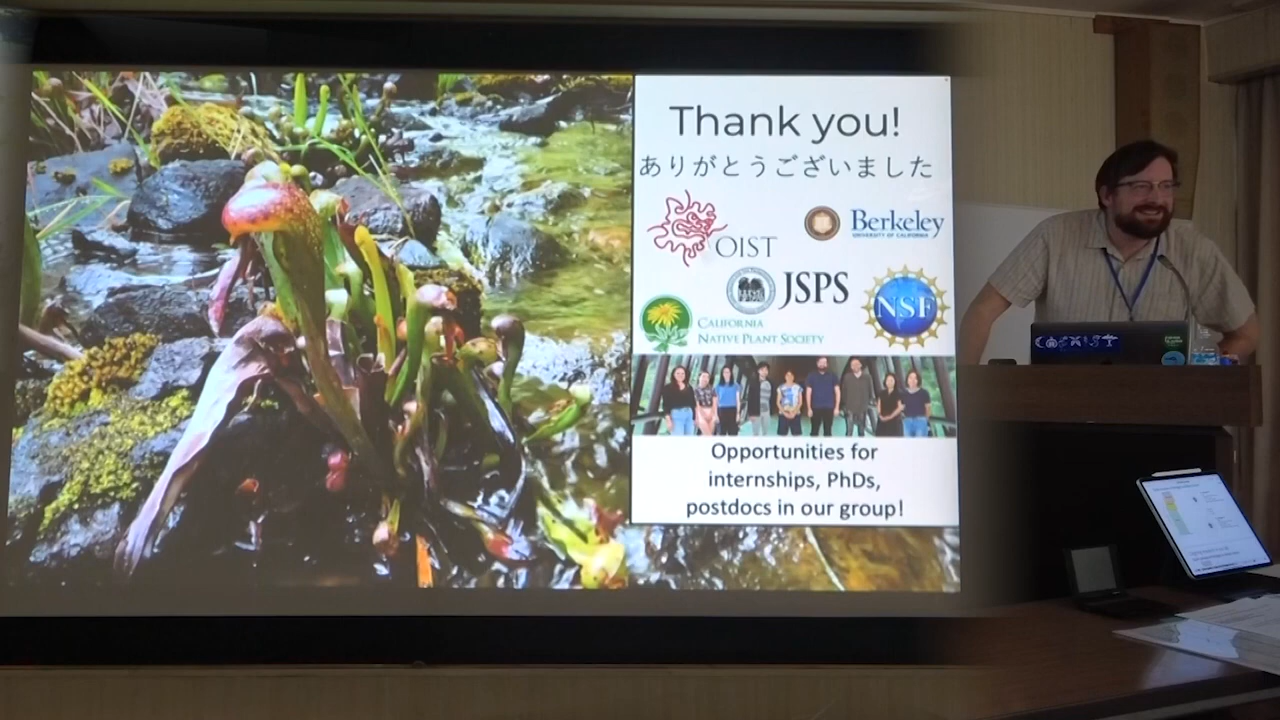 Thank you!
ありがとうございました
OIST
Berkeley
UNIVERSITY OF CALIFORNIA
JSPS
NSF
CALIFORNIA
NATIVE PLANT SOCIETY
Opportunities for
internships, PhDs,
postdocs in our group!